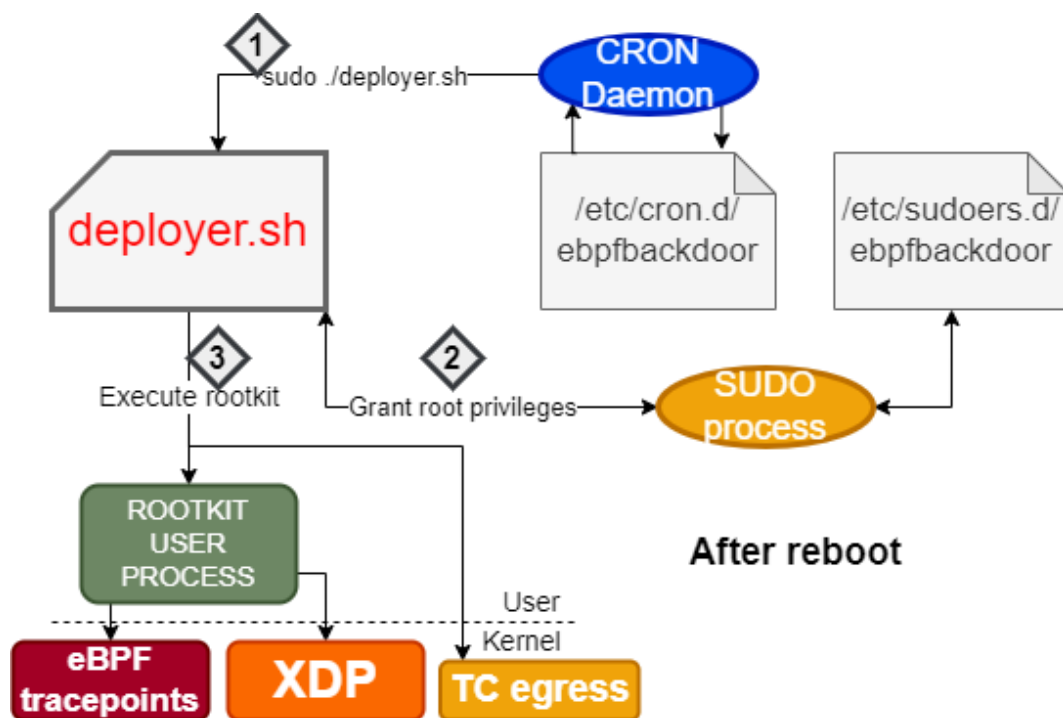 1
sudo ./deployer.sh
CRON
Daemon
deployer.sh
/etc/cron.d/
ebpfbackdoor
/etc/sudoers.d/
ebpfbackdoor
3
Execute rootkit
2
Grant root privileges
SUDO
process
ROOTKIT
USER
PROCESS
After reboot
User
Kernel
eBPF
tracepoints
XDP
TC egress